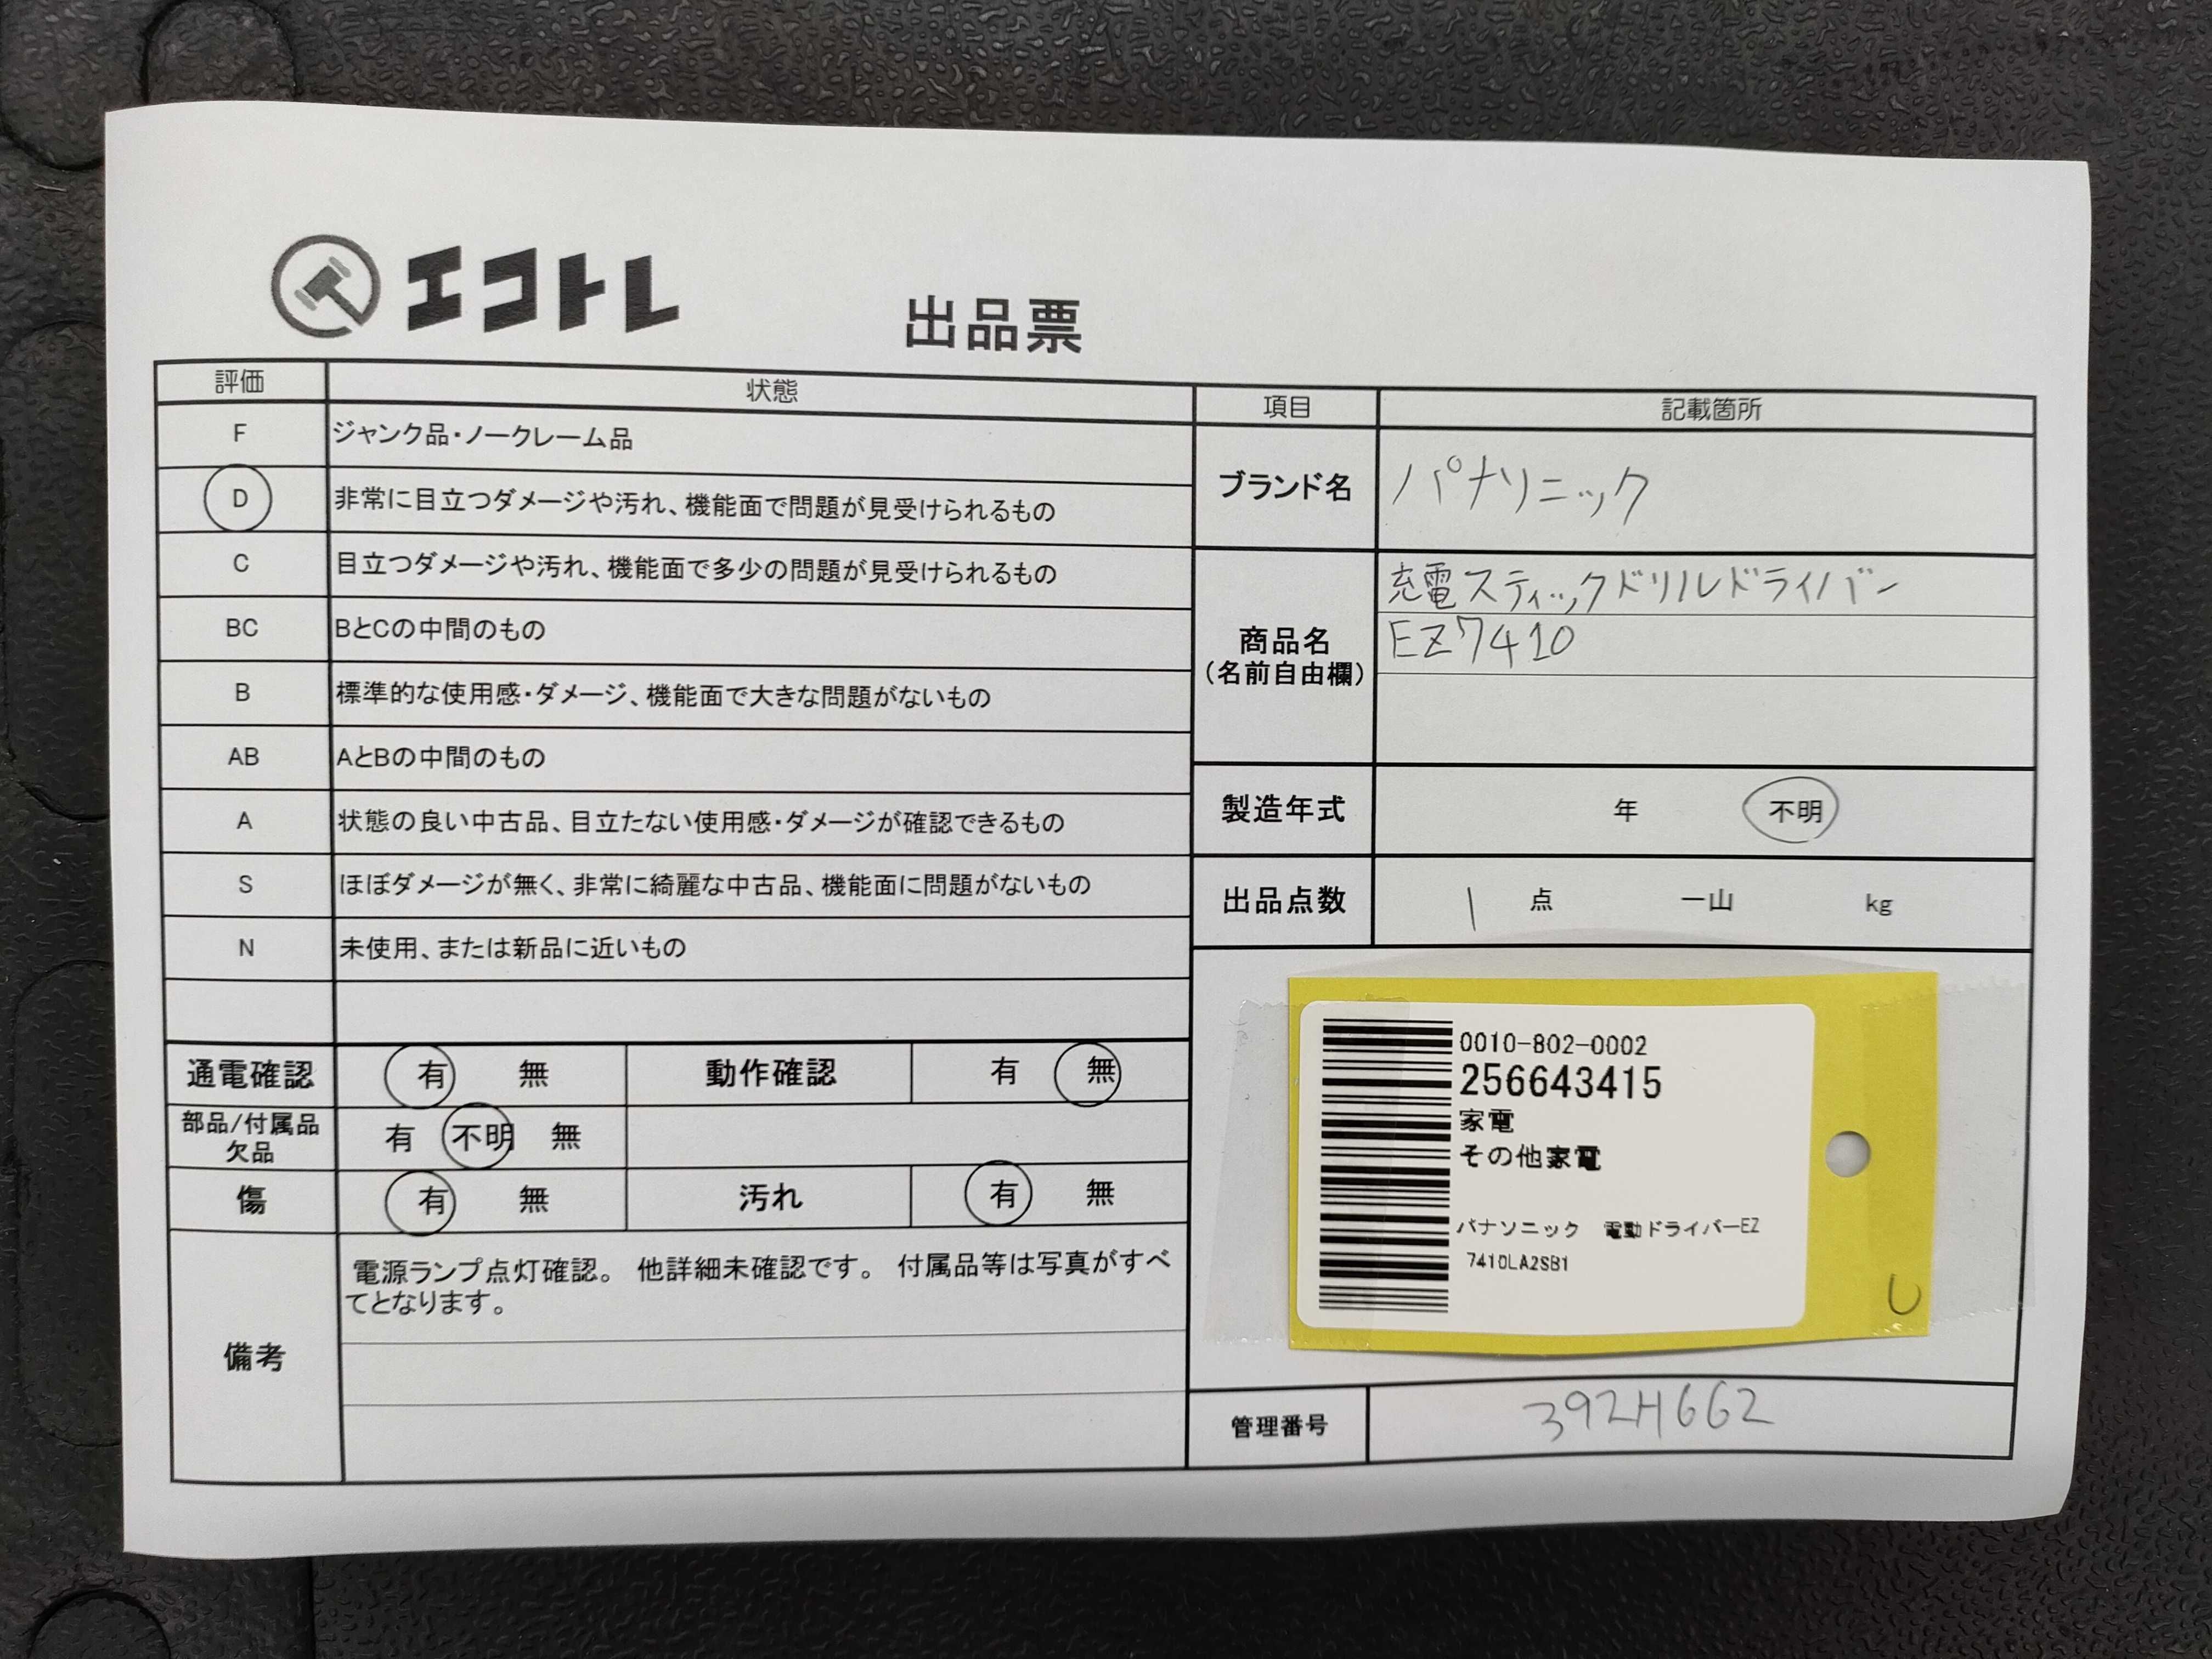 エコトレ
出品票
評価 状態
F ジャンク品・ノークレーム品
D 非常に目立つダメージや汚れ、機能面で問題が見受けられるもの
C 目立つダメージや汚れ、機能面で多少の問題が見受けられるもの
BC BとCの中間のもの
B 標準的な使用感・ダメージ、機能面で大きな問題がないもの
AB AとBの中間のもの
A 状態の良い中古品、目立たない使用感・ダメージが確認できるもの
S ほぼダメージが無く、非常に綺麗な中古品、機能面に問題がないもの
N 未使用、または新品に近いもの
通電確認 有 無 動作確認 有 無
部品/付属品 有 不明 無
欠品
傷 有 無 汚れ 有 無
備考
電源ランプ点灯確認。 他詳細未確認です。 付属品等は写真がすべ
てとなります。
項目 記載箇所
ブランド名 パナソニック
商品名
(名前自由欄)
充電スティックドリルドライバー
EZ7410
製造年式 年 不明
出品点数 1 点 一山 kg
0010-802-0002
256643415
家電
その他家電
パナソニック 電動ドライバーEZ
7410LA2SB1
管理番号 392H662